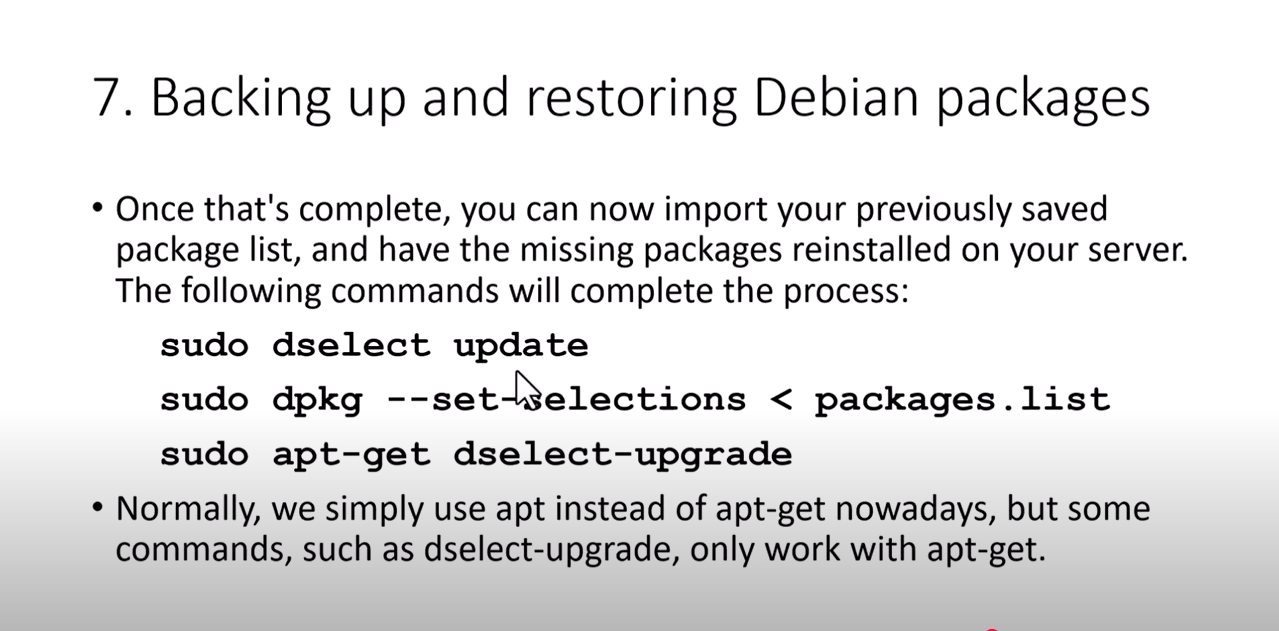 7. Backing up and restoring Debian packages
• Once that's complete, you can now import your previously saved
package list, and have the missing packages reinstalled on your server.
The following commands will complete the process:
sudo dselect update
sudo dpkg --set-selections < packages.list
sudo apt-get dselect-upgrade
• Normally, we simply use apt instead of apt-get nowadays, but some
commands, such as dselect-upgrade, only work with apt-get.